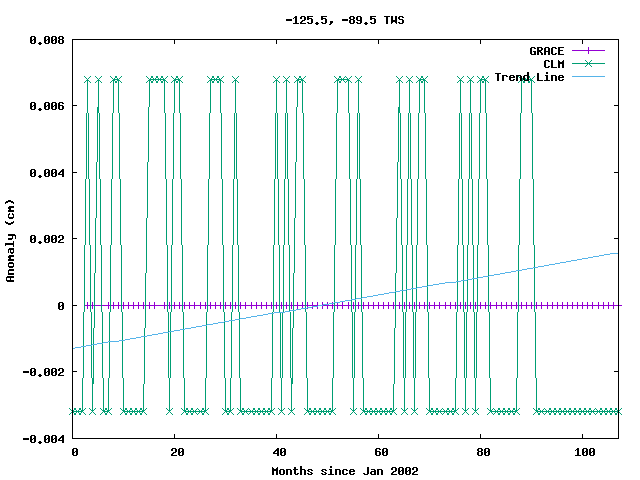 -125.5, -89.5 TWS
0.008
GRACE
CLM
Trend Line
0.006
0.004
0.002
0
-0.002
-0.004
Anomaly (cm)
0 20 40 60 80 100
Months since Jan 2002